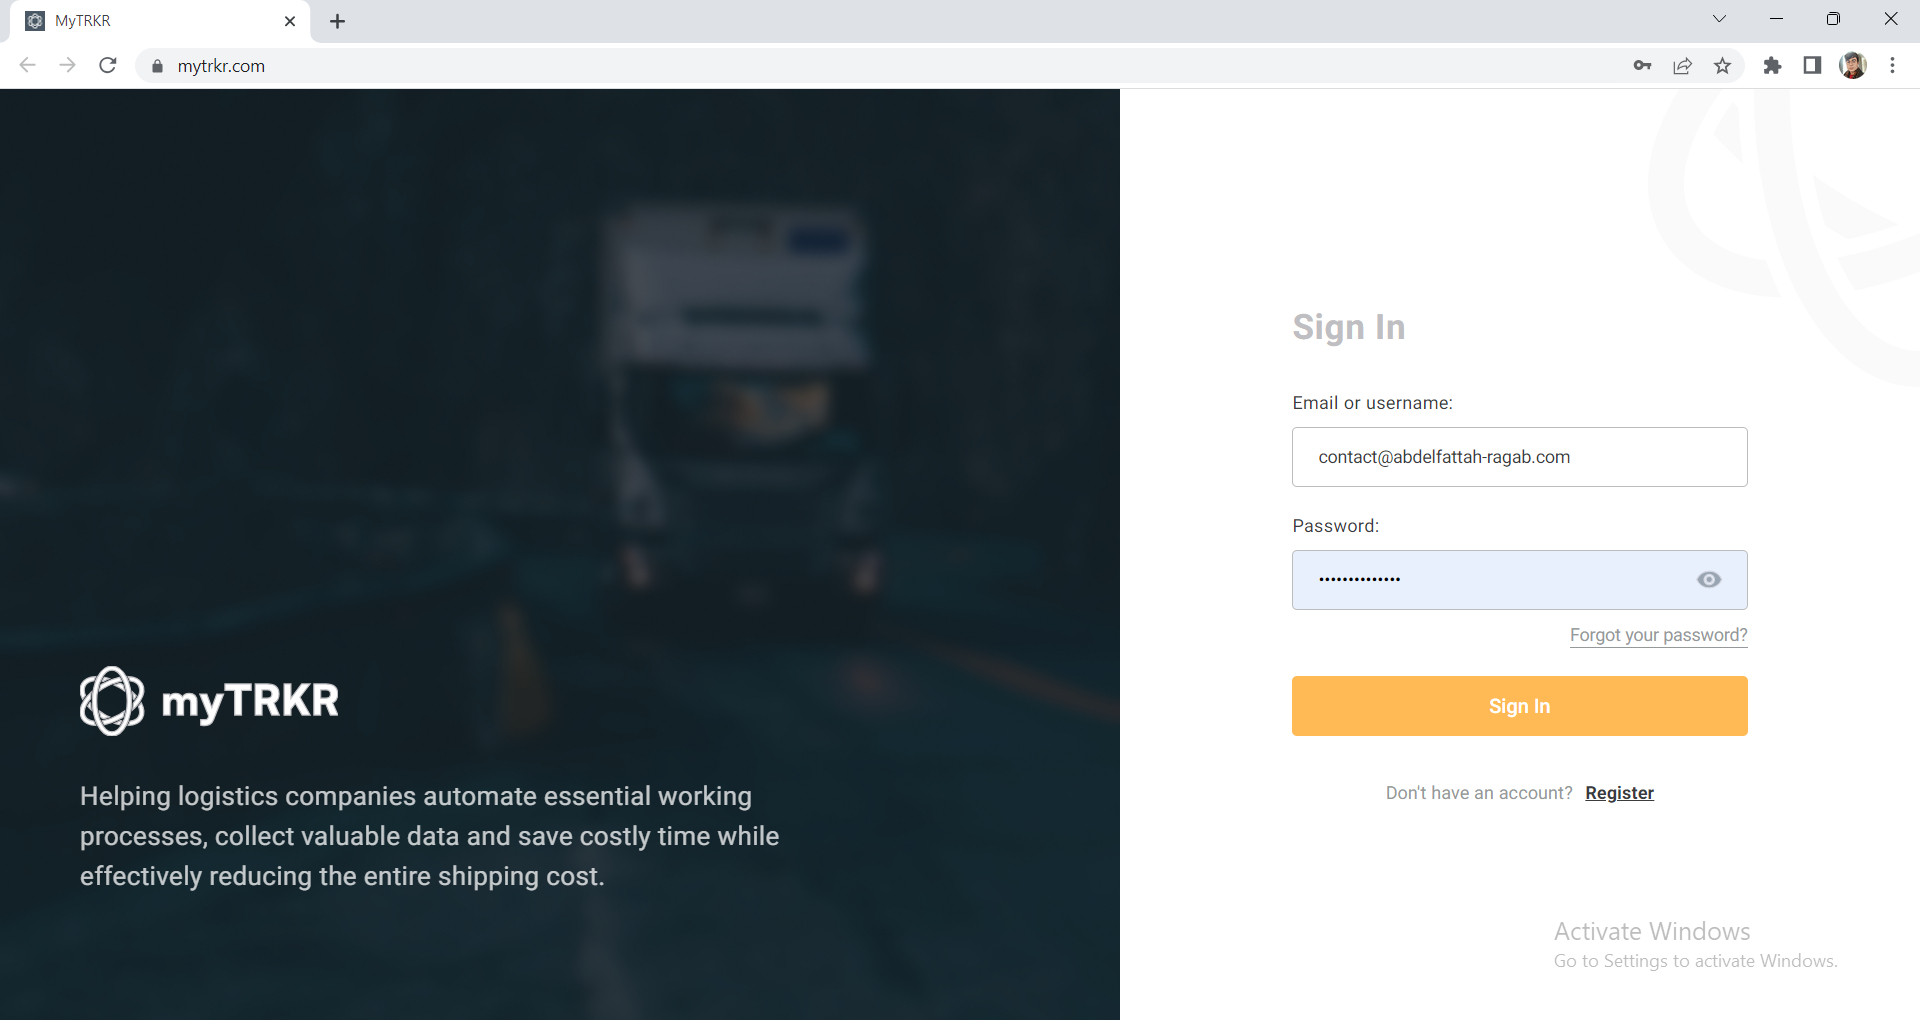 MyTRKR
mytrkr.com
myTRKR
Helping logistics companies automate essential working
processes, collect valuable data and save costly time while
effectively reducing the entire shipping cost.
Sign In
Email or username:
contact@abdelfattah-ragab.com
Password:
••••••••••••••
Forgot your password?
Sign In
Don't have an account? Register
Activate Windows
Go to Settings to activate Windows.